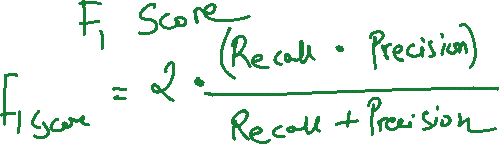 F1 Score
F1 Score = 2 · (Recall · Precision)
Recall + Precision